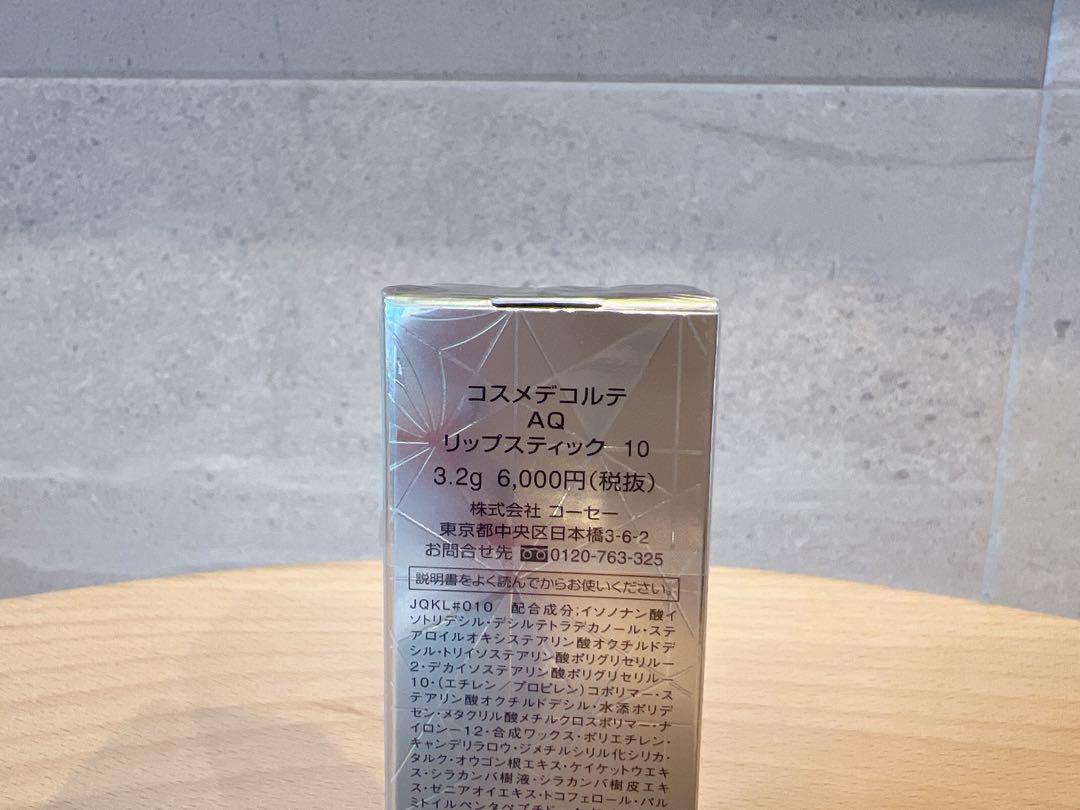 コスメデコルテ
AQ
リップスティック 10
3.2g 6,000円(税抜)
株式会社 コーセー
東京都中央区日本橋3-6-2
お問合せ先 0120-763-325
説明書をよく読んでからお使いください。
JQKL#010 配合成分;イソノナン酸イ
ソトリデシル・デシルテトラデカノール・ステ
アロイルオキシステアリン酸オクチルドデ
シル・トリイソステアリン酸ポリグリセリル-
2・デカイソステアリン酸ポリグリセリル-
10・(エチレン/プロピレン)コポリマー・ス
テアリン酸オクチルドデシル・水添ポリデ
セン・メタクリル酸メチルクロスポリマー・ナ
イロン-12・合成ワックス・ポリエチレン・
キャンデリラロウ・ジメチルシリル化シリカ・
タルク・オウゴン根エキス・ケイケットウエキ
ス・シラカンバ樹液・シラカンバ樹皮エキ
ス・ゼニアオイエキス・トコフェロール・パル
ミトイルペンタペプチド